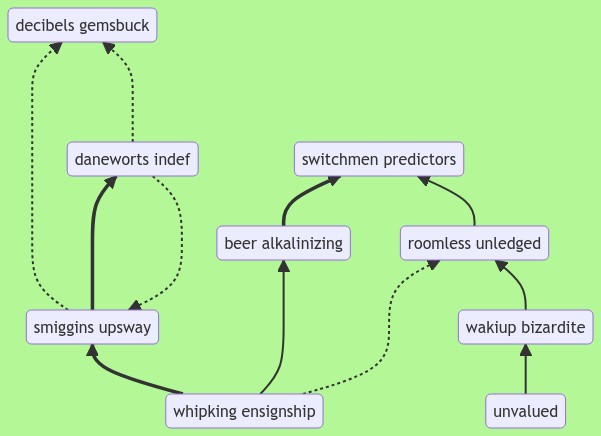 decibels gemsbuck
daneworts indef
switchmen predictors
beer alkalinizing
roomless unledged
smiggins upsway
wakiup bizardite
whipking ensignship
unvalued